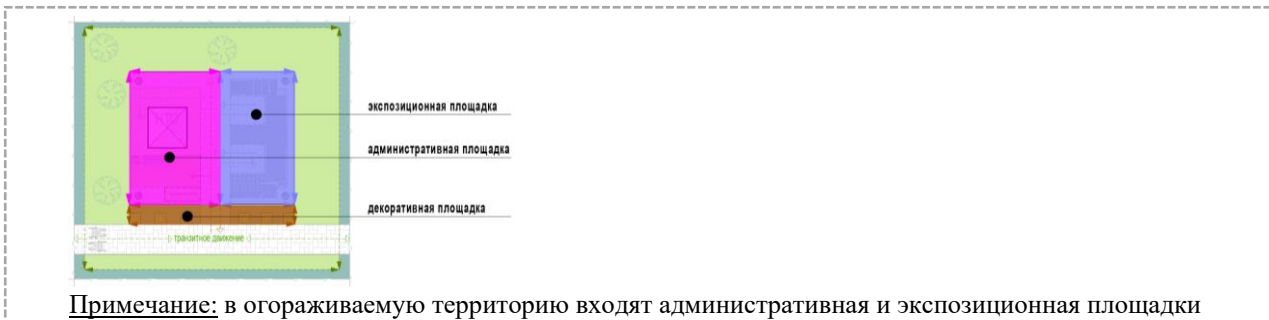 экспозиционная площадка
административная площадка
декоративная площадка
транзитное движение
Примечание: в огораживаемую территорию входят административная и экспозиционная площадки